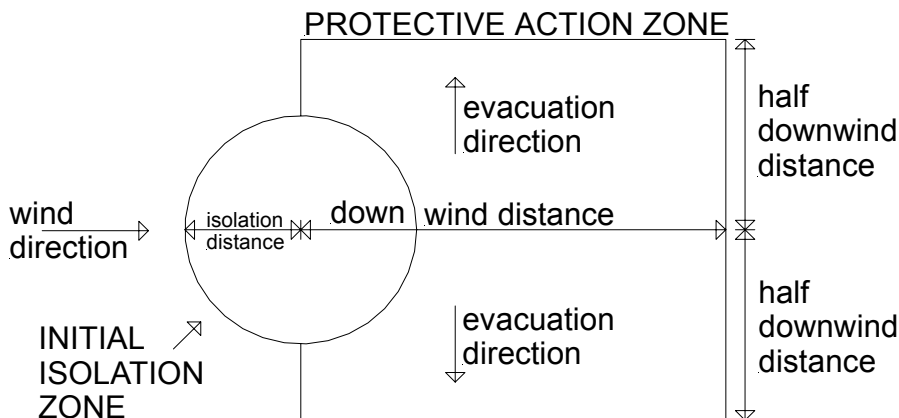 PROTECTIVE ACTION ZONE
evacuation
direction
half
downwind
distance
wind
direction
isolation
distance
down wind distance
evacuation
direction
half
downwind
distance
INITIAL
ISOLATION
ZONE